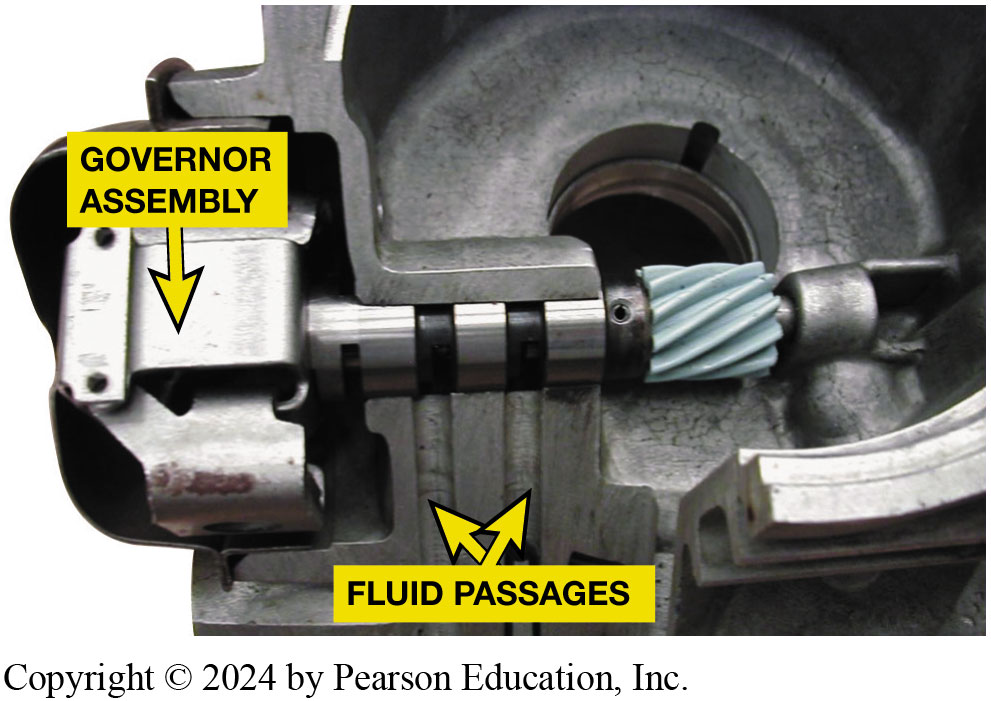 GOVERNOR
ASSEMBLY
FLUID PASSAGES
Copyright © 2024 by Pearson Education, Inc.